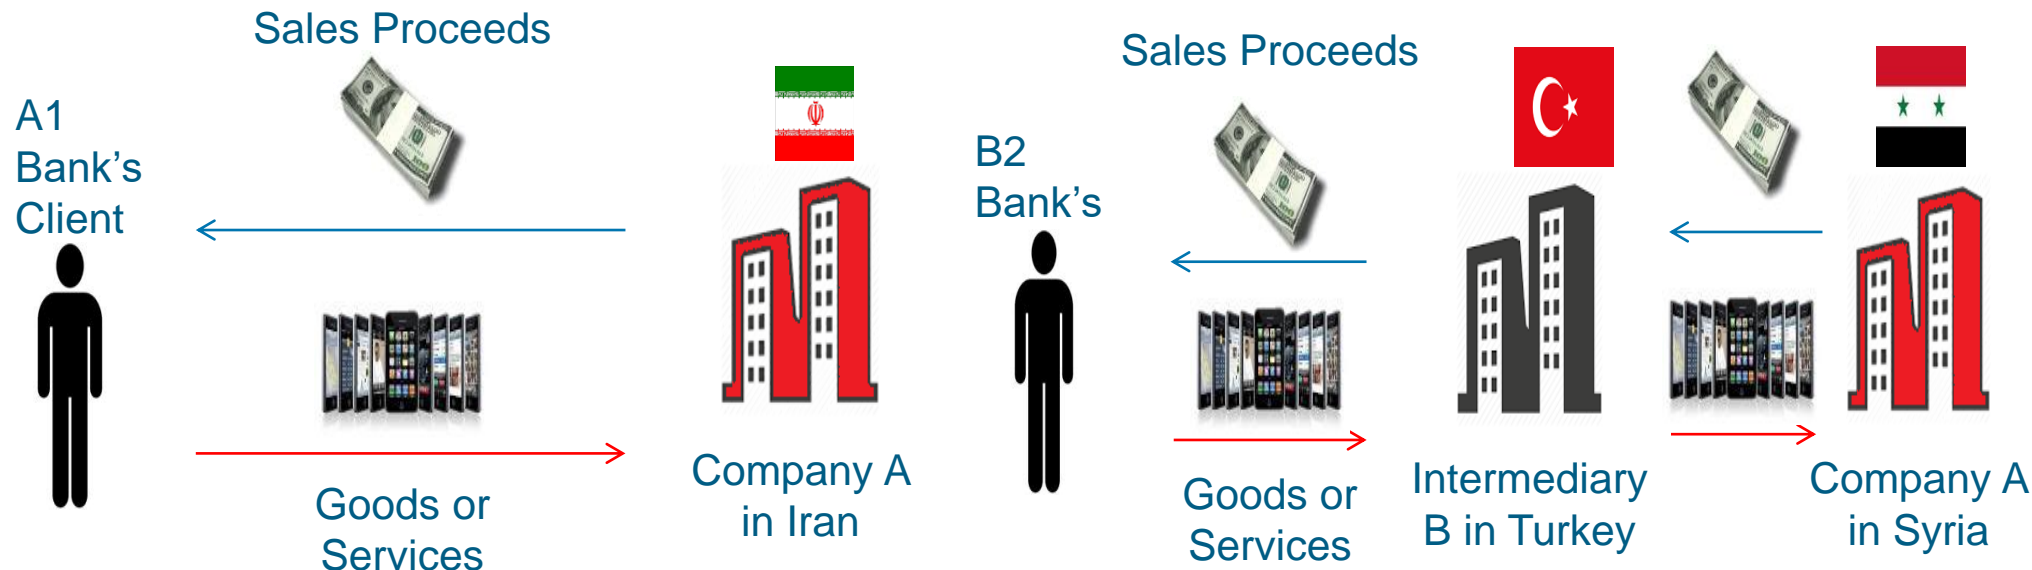 Sales Proceeds
A1
Bank's
Client
Goods or
Services
Company A
in Iran
Sales Proceeds
B2
Bank's
Goods or
Services
Intermediary
B in Turkey
Company A
in Syria